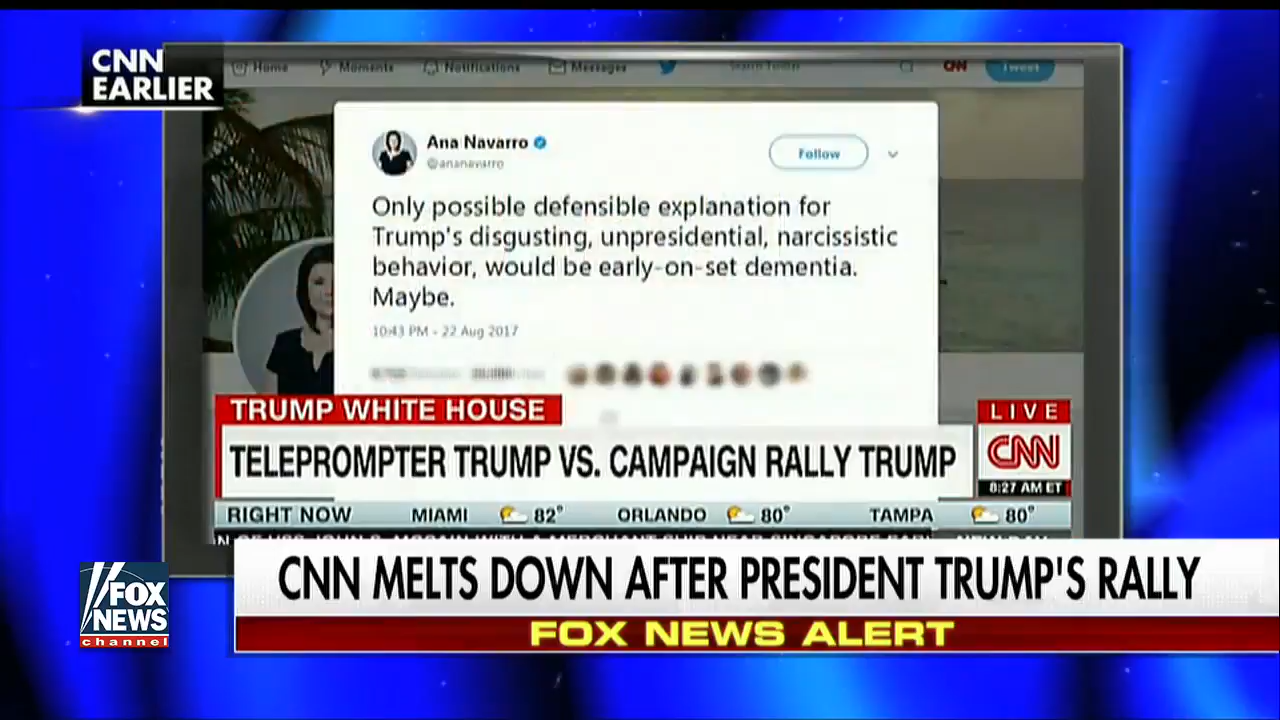 CNN
EARLIER
Home Moments Notifications Messages Search Twitter CNN Tweet
Ana Navarro
@ananavarro
Follow
Only possible defensible explanation for
Trump's disgusting, unpresidential, narcissistic
behavior, would be early-on-set dementia.
Maybe.
10:43 PM - 22 Aug 2017
TRUMP WHITE HOUSE
TELEPROMPTER TRUMP VS. CAMPAIGN RALLY TRUMP
LIVE
CNN
8:27 AM ET
RIGHT NOW MIAMI 82° ORLANDO 80° TAMPA 80°
CNN MELTS DOWN AFTER PRESIDENT TRUMP'S RALLY
FOX NEWS ALERT
FOX
NEWS
channel